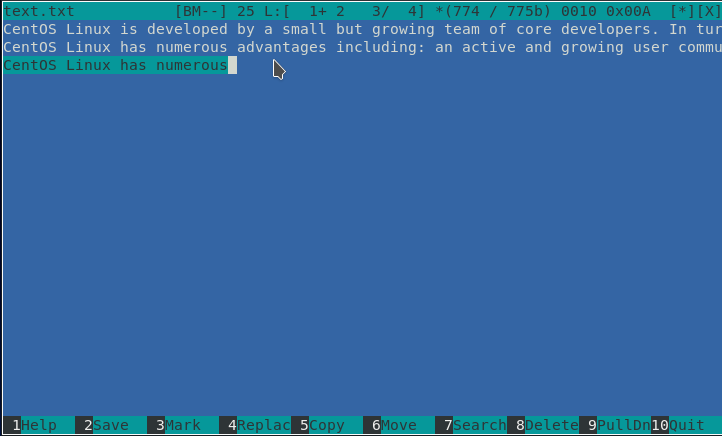 text.txt [BM--] 25 L:[ 1+ 2 3/ 4] *(774 / 775b) 0010 0x00A [*][X]
CentOS Linux is developed by a small but growing team of core developers. In tur
CentOS Linux has numerous advantages including: an active and growing user commu
CentOS Linux has numerous
1Help 2Save 3Mark 4Replac 5Copy 6Move 7Search 8Delete 9PullDn 10Quit